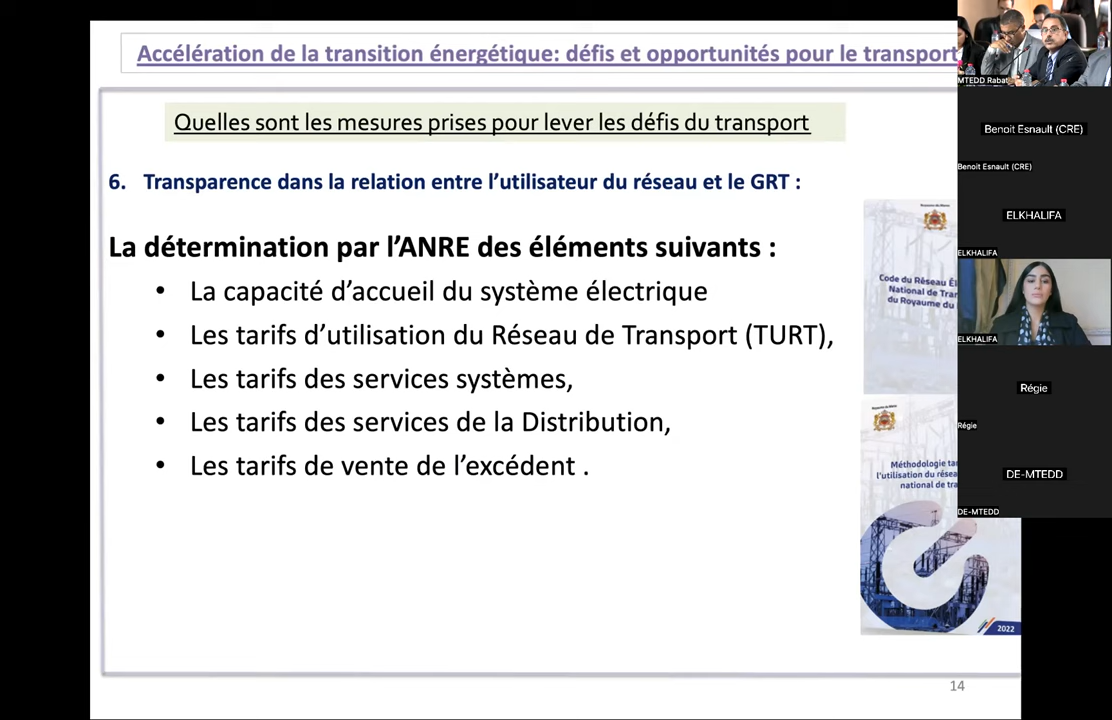 Accélération de la transition énergétique: défis et opportunités pour le transport
Quelles sont les mesures prises pour lever les défis du transport
6. Transparence dans la relation entre l'utilisateur du réseau et le GRT :
La détermination par l'ANRE des éléments suivants :
• La capacité d'accueil du système électrique
• Les tarifs d'utilisation du Réseau de Transport (TURT),
• Les tarifs des services systèmes,
• Les tarifs des services de la Distribution,
• Les tarifs de vente de l'excédent .
Code du Réseau
National de
du Royaume du
Royaume du Maroc
Méthodologie
l'utilisation du
national de
2022
14
MTEDD Rabat
Benoit Esnault (CRE)
Benoit Esnault (CRE)
ELKHALIFA
ELKHALIFA
ELKHALIFA
Régie
Régie
DE-MTEDD
DE-MTEDD